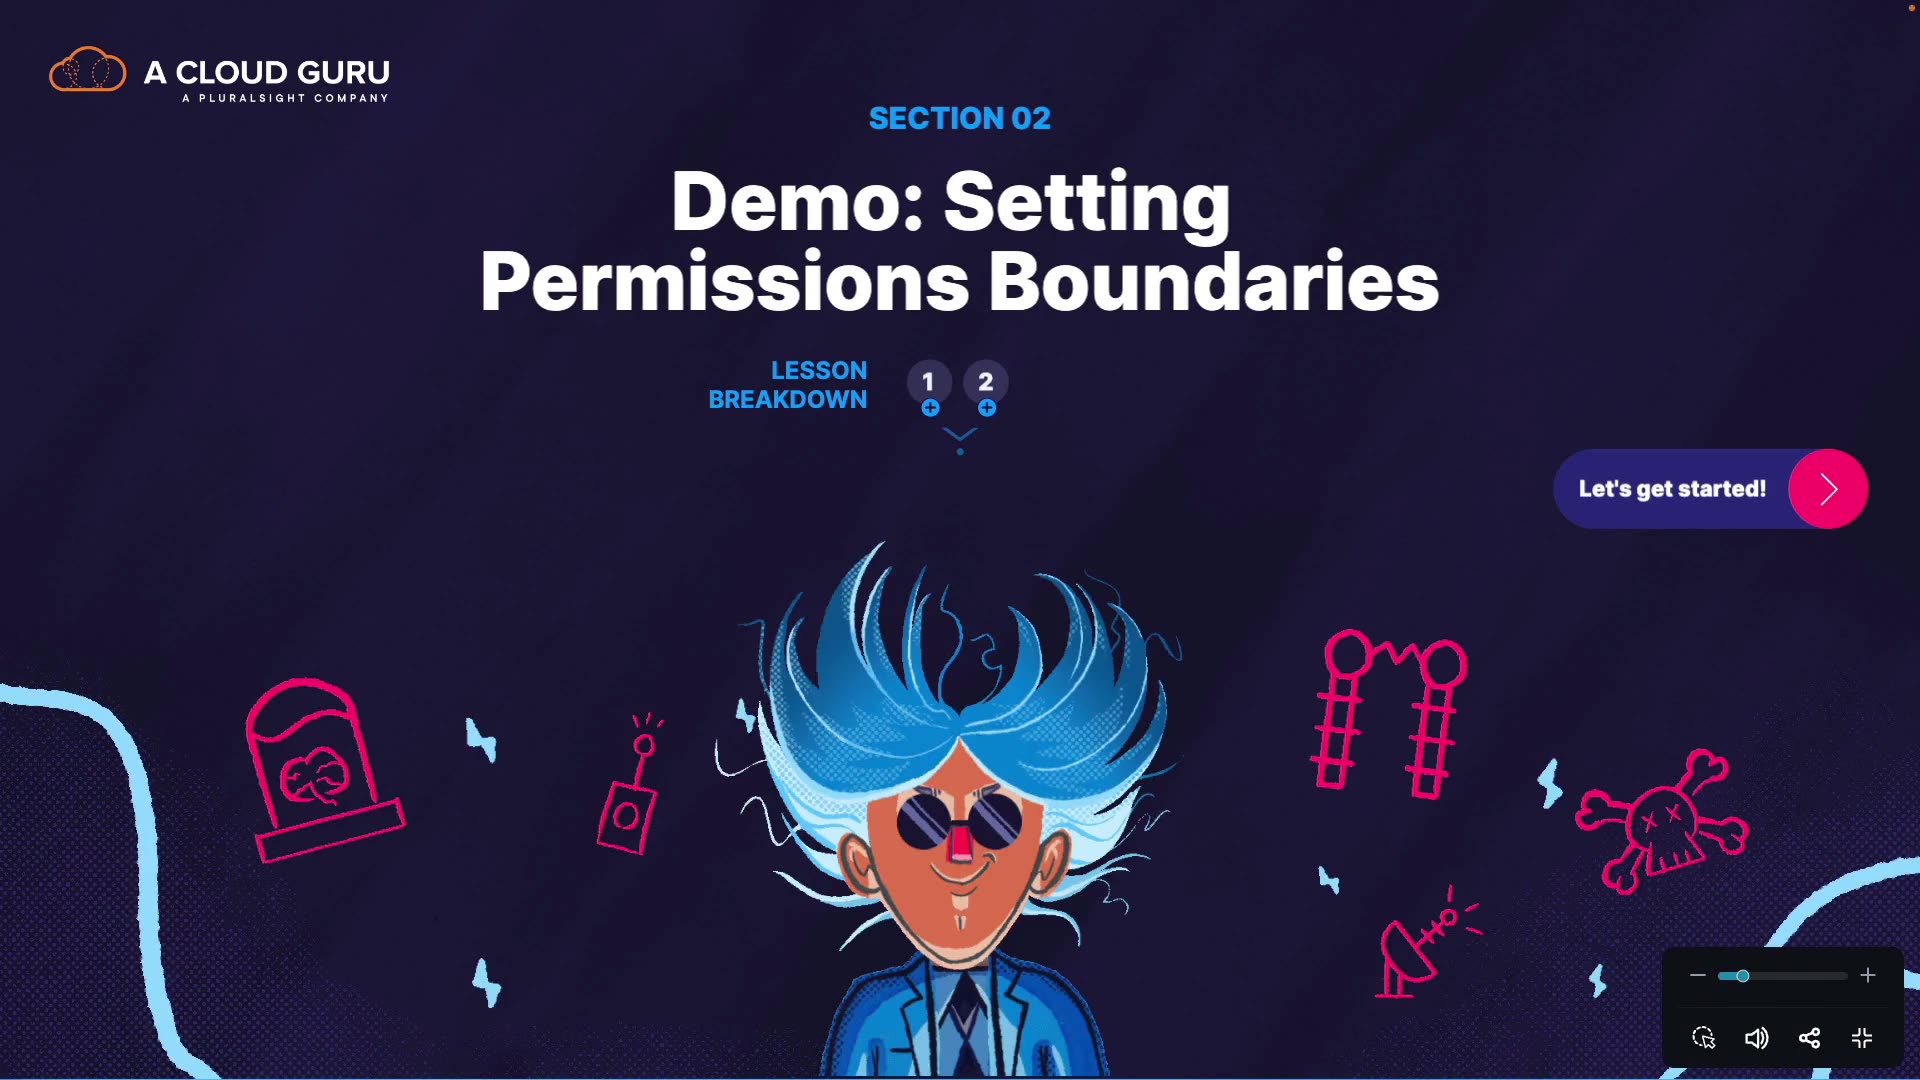 A CLOUD GURU
A PLURALSIGHT COMPANY
SECTION 02
Demo: Setting
Permissions Boundaries
LESSON
BREAKDOWN
1 2
Let's get started!